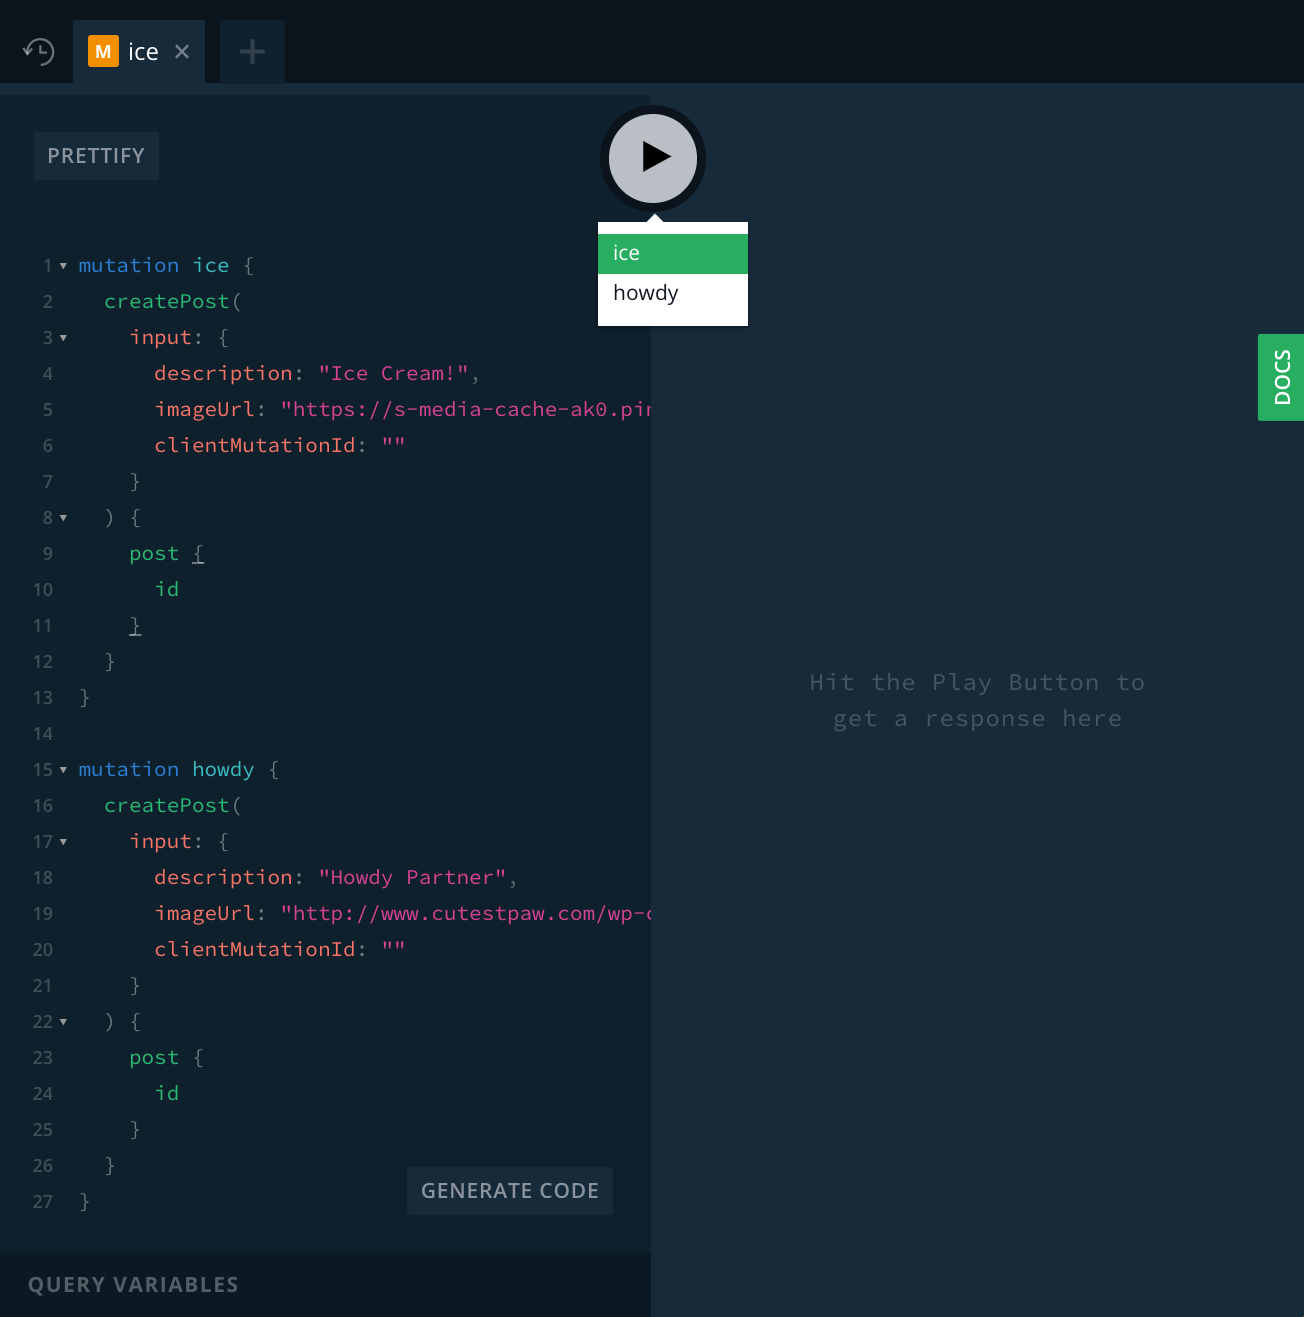 M ice ×
+
PRETTIFY
ice
howdy
DOCS
1 mutation ice {
2 createPost(
3 input: {
4 description: "Ice Cream!",
5 imageUrl: "https://s-media-cache-ak0.pin
6 clientMutationId: ""
7 }
8 ) {
9 post {
10 id
11 }
12 }
13 }
14
15 mutation howdy {
16 createPost(
17 input: {
18 description: "Howdy Partner",
19 imageUrl: "http://www.cutestpaw.com/wp-c
20 clientMutationId: ""
21 }
22 ) {
23 post {
24 id
25 }
26 }
27 }
Hit the Play Button to
get a response here
GENERATE CODE
QUERY VARIABLES